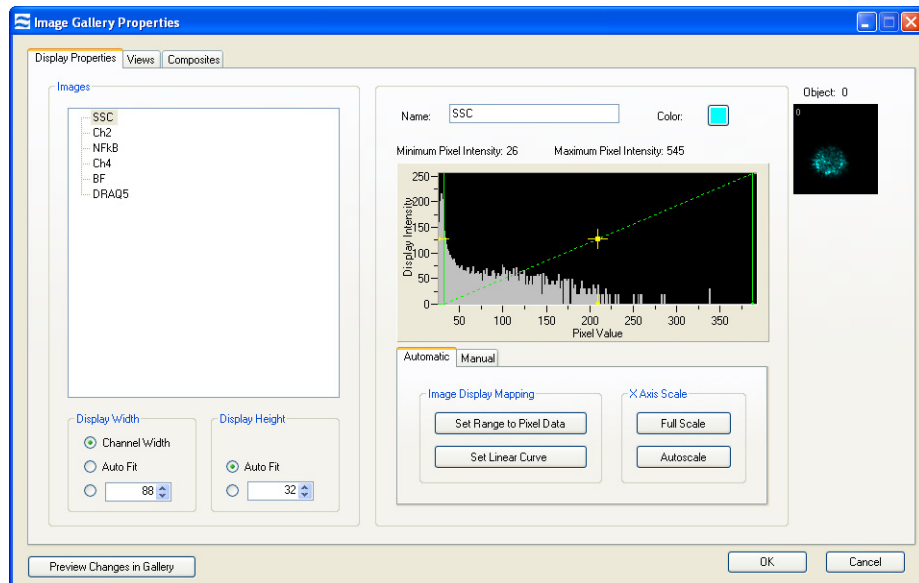 Image Gallery Properties
Display Properties Views Composites
Images
SSC
Ch2
NFkB
Ch4
BF
DRAQ5
Name: SSC Color:
Minimum Pixel Intensity: 26 Maximum Pixel Intensity: 545
Display Intensity
250
200
150
100
50
0
50 100 150 200 250 300 350
Pixel Value
Object: 0
0
Automatic Manual
Image Display Mapping
Set Range to Pixel Data
Set Linear Curve
X Axis Scale
Full Scale
Autoscale
Display Width
Channel Width
Auto Fit
88
Display Height
Auto Fit
32
Preview Changes in Gallery
OK Cancel